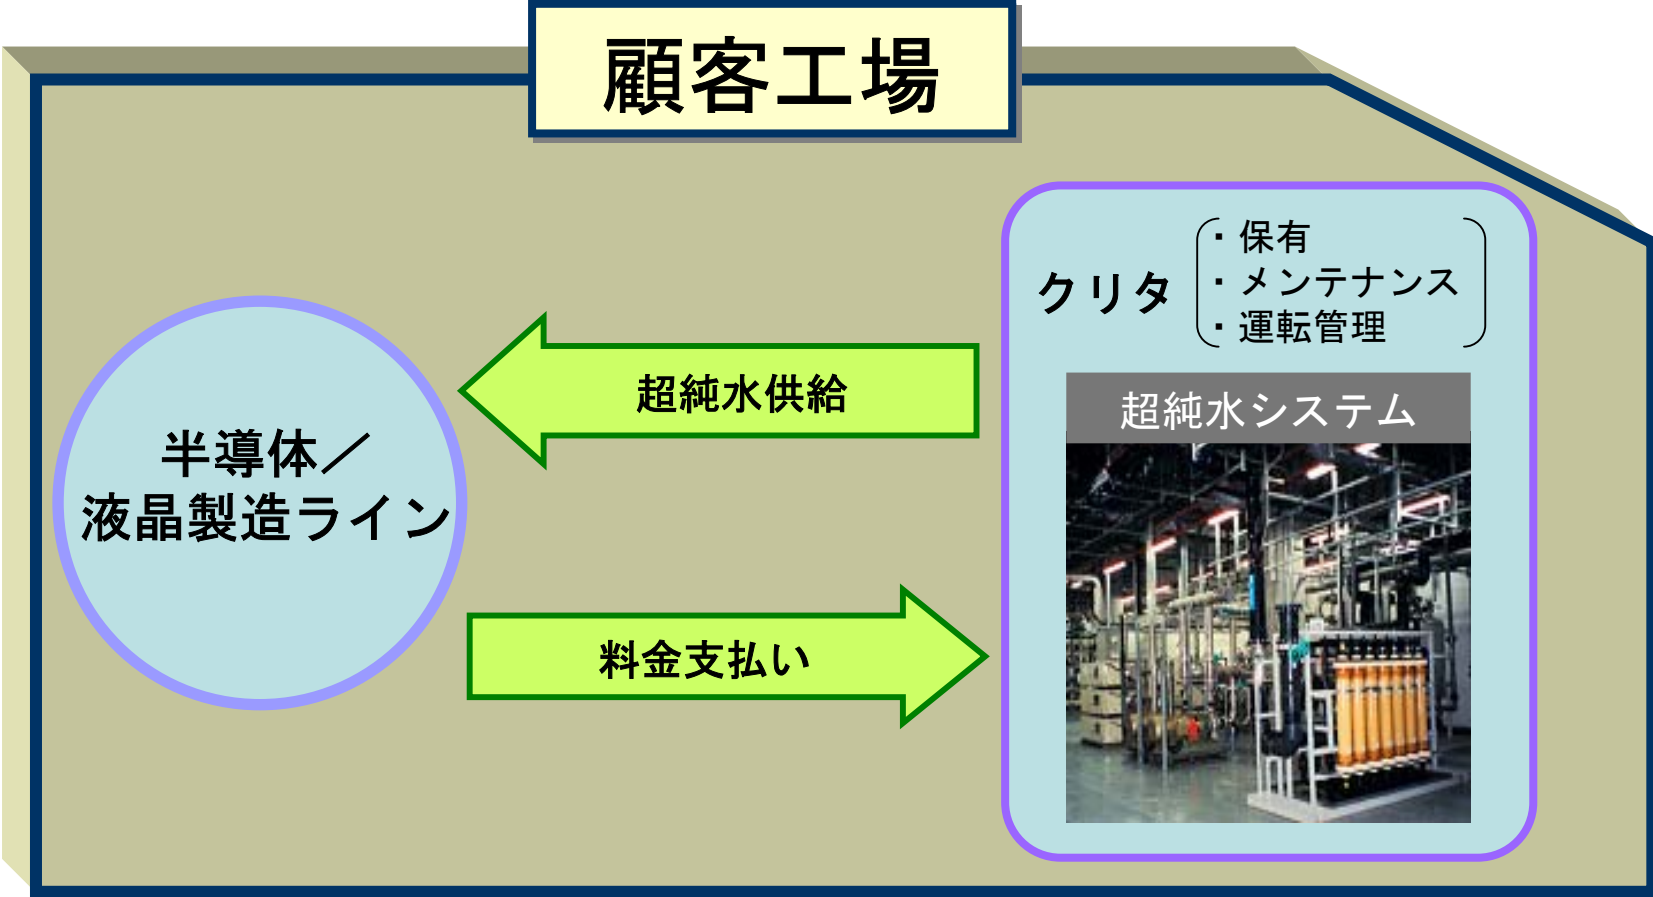 顧客工場
クリタ
・保有
・メンテナンス
・運転管理
超純水供給
超純水システム
半導体／
液晶製造ライン
料金支払い